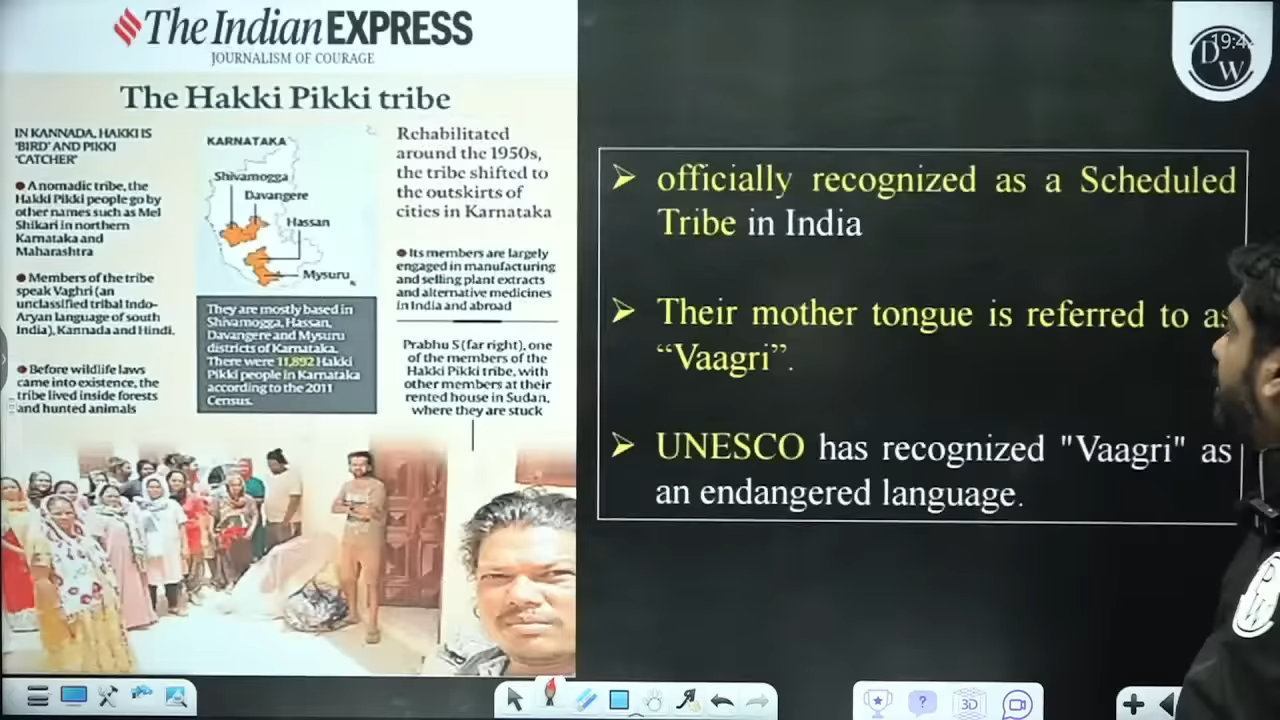 The Indian EXPRESS
JOURNALISM OF COURAGE
The Hakki Pikki tribe
IN KANNADA, HAKKI IS
'BIRD' AND PIKKI
'CATCHER'
● A nomadic tribe, the
Hakki Pikki people go by
other names such as Mel
Shikari in northern
Karnataka and
Maharashtra
● Members of the tribe
speak Vaghri (an
unclassified tribal Indo-
Aryan language of south
India), Kannada and Hindi.
● Before wildlife laws
came into existence, the
tribe lived inside forests
and hunted animals
KARNATAKA
Shivamogga
Davangere
Hassan
Mysuru
They are mostly based in
Shivamogga, Hassan,
Davangere and Mysuru
districts of Karnataka.
There were 11,892 Hakki
Pikki people in Karnataka
according to the 2011
Census.
Rehabilitated
around the 1950s,
the tribe shifted to
the outskirts of
cities in Karnataka
● Its members are largely
engaged in manufacturing
and selling plant extracts
and alternative medicines
in India and abroad
Prabhu S (far right), one
of the members of the
Hakki Pikki tribe, with
other members at their
rented house in Sudan,
where they are stuck
➢ officially recognized as a Scheduled
Tribe in India
➢ Their mother tongue is referred to as
“Vaagri”.
➢ UNESCO has recognized "Vaagri" as
an endangered language.
19:4
D
W
P
W
3D